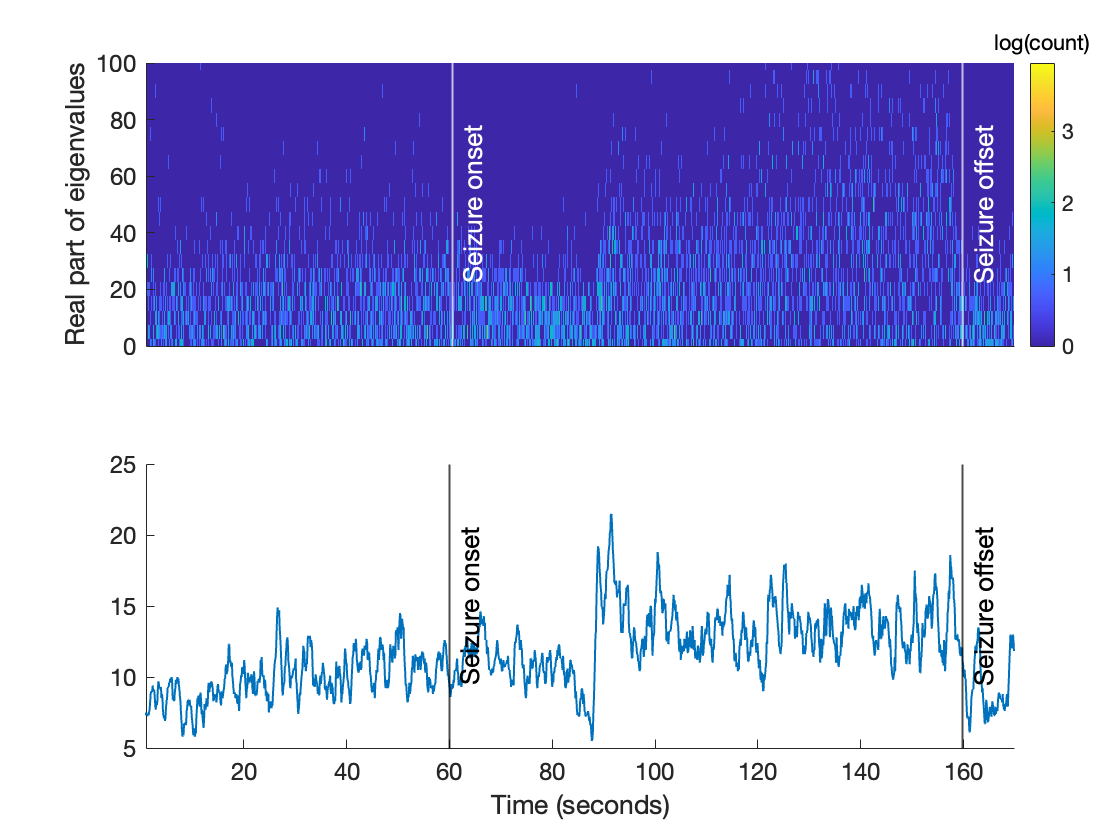 log(count)
100
80
60
40
20
0
Real part of eigenvalues
Seizure onset
Seizure offset
3
2
1
0
25
20
15
10
5
Seizure onset
Seizure offset
20 40 60 80 100 120 140 160
Time (seconds)